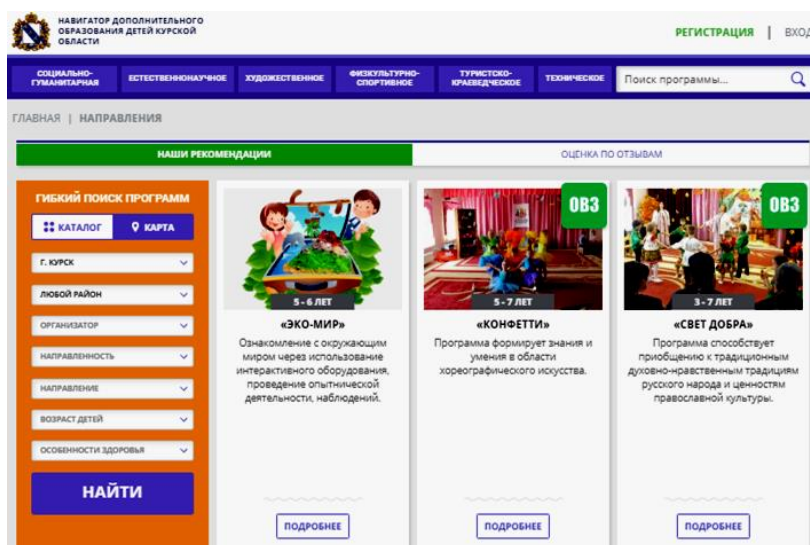 НАВИГАТОР ДОПОЛНИТЕЛЬНОГО
ОБРАЗОВАНИЯ ДЕТЕЙ КУРСКОЙ
ОБЛАСТИ
РЕГИСТРАЦИЯ | ВХОД
СОЦИАЛЬНО-
ГУМАНИТАРНАЯ
ЕСТЕСТВЕННОНАУЧНОЕ
ХУДОЖЕСТВЕННОЕ
ФИЗКУЛЬТУРНО-
СПОРТИВНОЕ
ТУРИСТСКО-
КРАЕВЕДЧЕСКОЕ
ТЕХНИЧЕСКОЕ
Поиск программы...
ГЛАВНАЯ | НАПРАВЛЕНИЯ
НАШИ РЕКОМЕНДАЦИИ
ОЦЕНКА ПО ОТЗЫВАМ
ГИБКИЙ ПОИСК ПРОГРАММ
КАТАЛОГ
КАРТА
Г. КУРСК
ЛЮБОЙ РАЙОН
ОРГАНИЗАТОР
НАПРАВЛЕННОСТЬ
НАПРАВЛЕНИЕ
ВОЗРАСТ ДЕТЕЙ
ОСОБЕННОСТИ ЗДОРОВЬЯ
НАЙТИ
5 - 6 ЛЕТ
«ЭКО-МИР»
Ознакомление с окружающим
миром через использование
интерактивного оборудования,
проведение опытнической
деятельности, наблюдений.
ПОДРОБНЕЕ
ОВЗ
5 - 7 ЛЕТ
«КОНФЕТТИ»
Программа формирует знания и
умения в области
хореографического искусства.
ПОДРОБНЕЕ
ОВЗ
3 - 7 ЛЕТ
«СВЕТ ДОБРА»
Программа способствует
приобщению к традиционным
духовно-нравственным традициям
русского народа и ценностям
православной культуры.
ПОДРОБНЕЕ